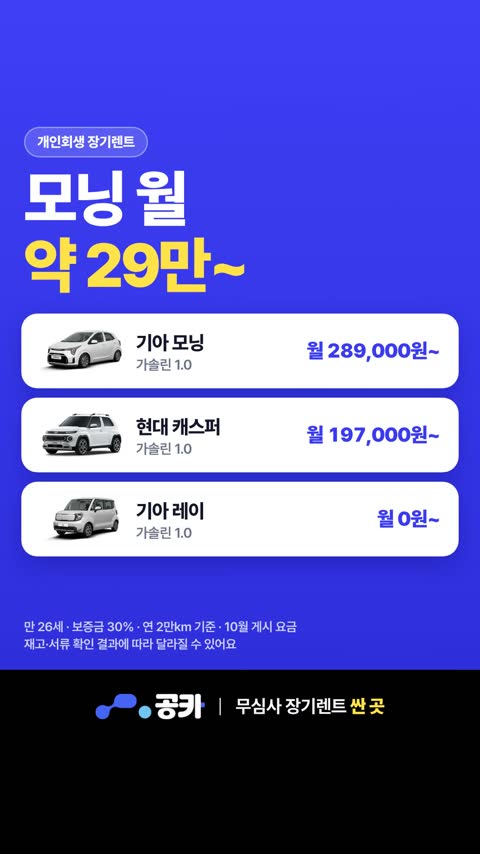 개인회생 장기렌트
모닝 월
약 29만~
기아 모닝
가솔린 1.0
월 289,000원~
현대 캐스퍼
가솔린 1.0
월 197,000원~
기아 레이
가솔린 1.0
월 0원~
만 26세 · 보증금 30% · 연 2만km 기준 · 10월 게시 요금
재고·서류 확인 결과에 따라 달라질 수 있어요
공카 | 무심사 장기렌트 싼 곳